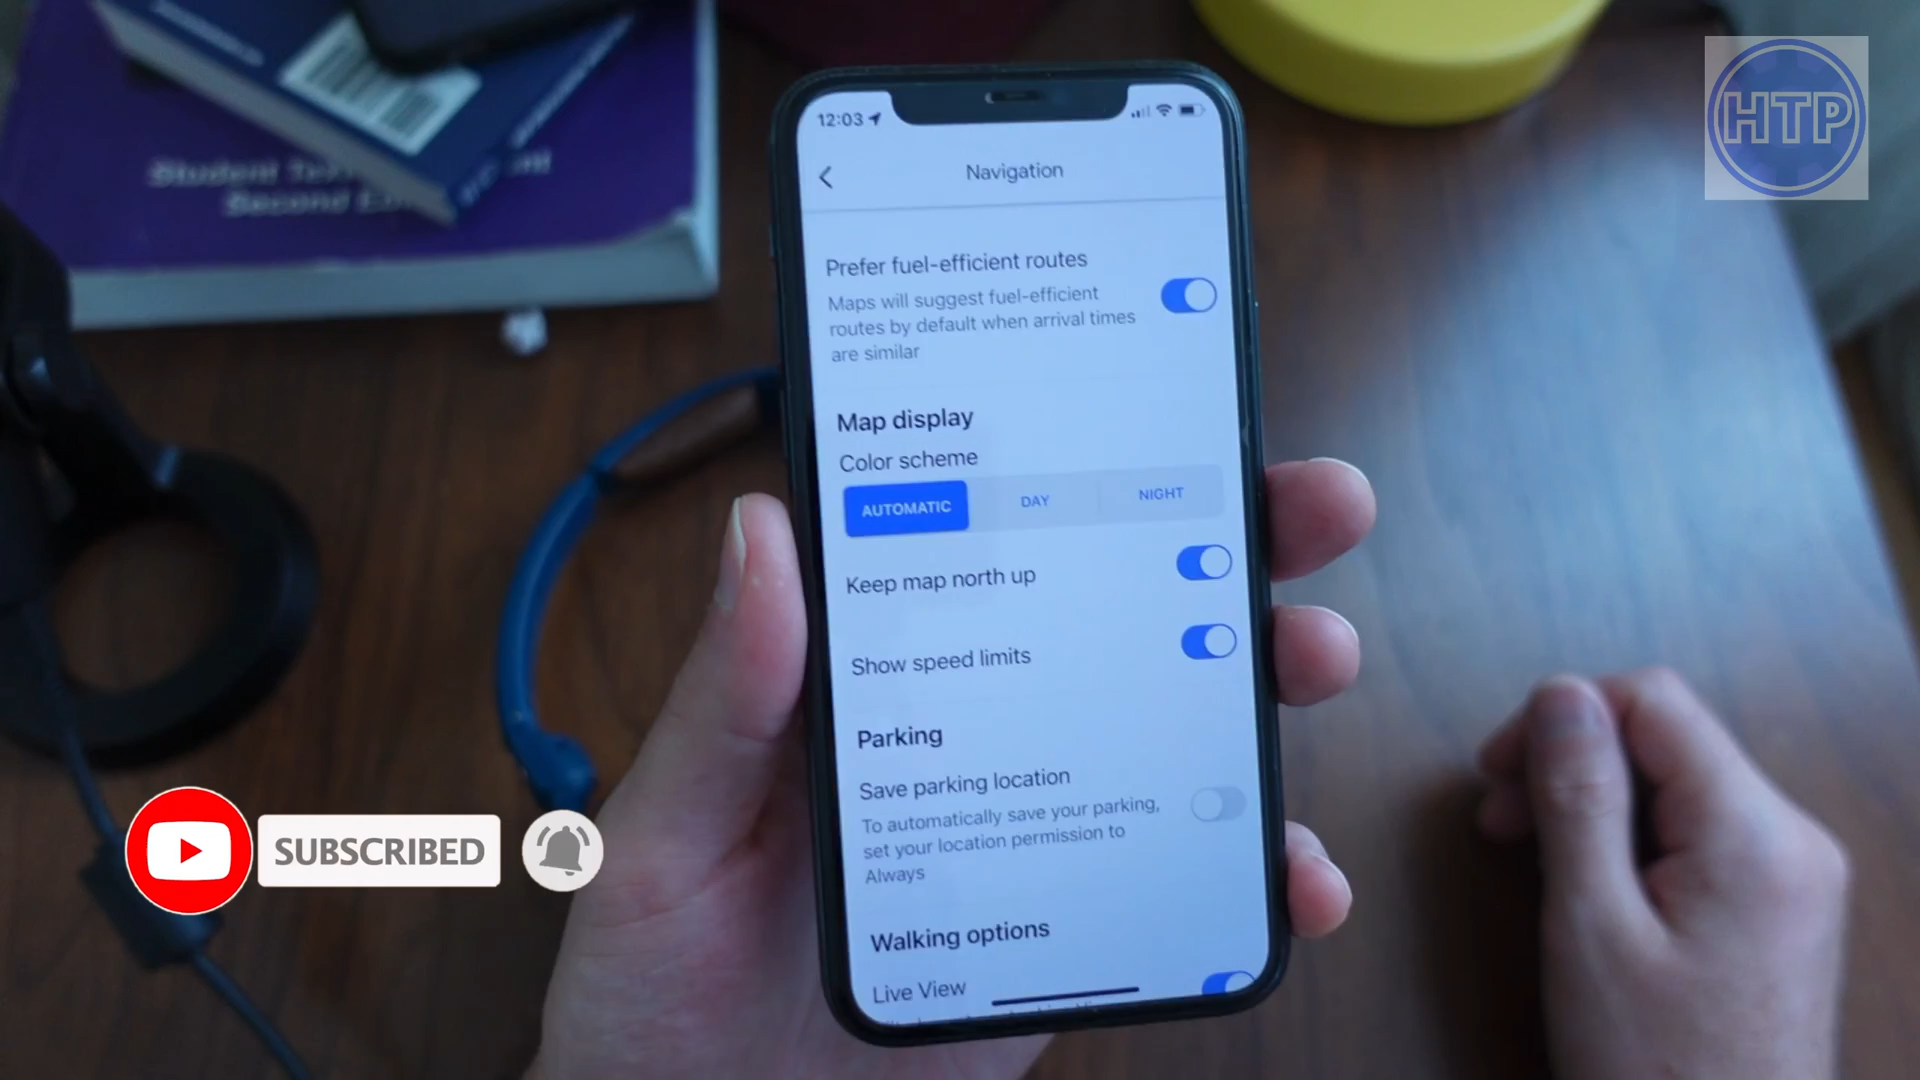 HTP
12:03
Navigation
Prefer fuel-efficient routes
Maps will suggest fuel-efficient
routes by default when arrival times
are similar
Map display
Color scheme
AUTOMATIC
DAY
NIGHT
Keep map north up
Show speed limits
Parking
Save parking location
To automatically save your parking,
set your location permission to
Always
Walking options
Live View
Student
Second
SUBSCRIBED